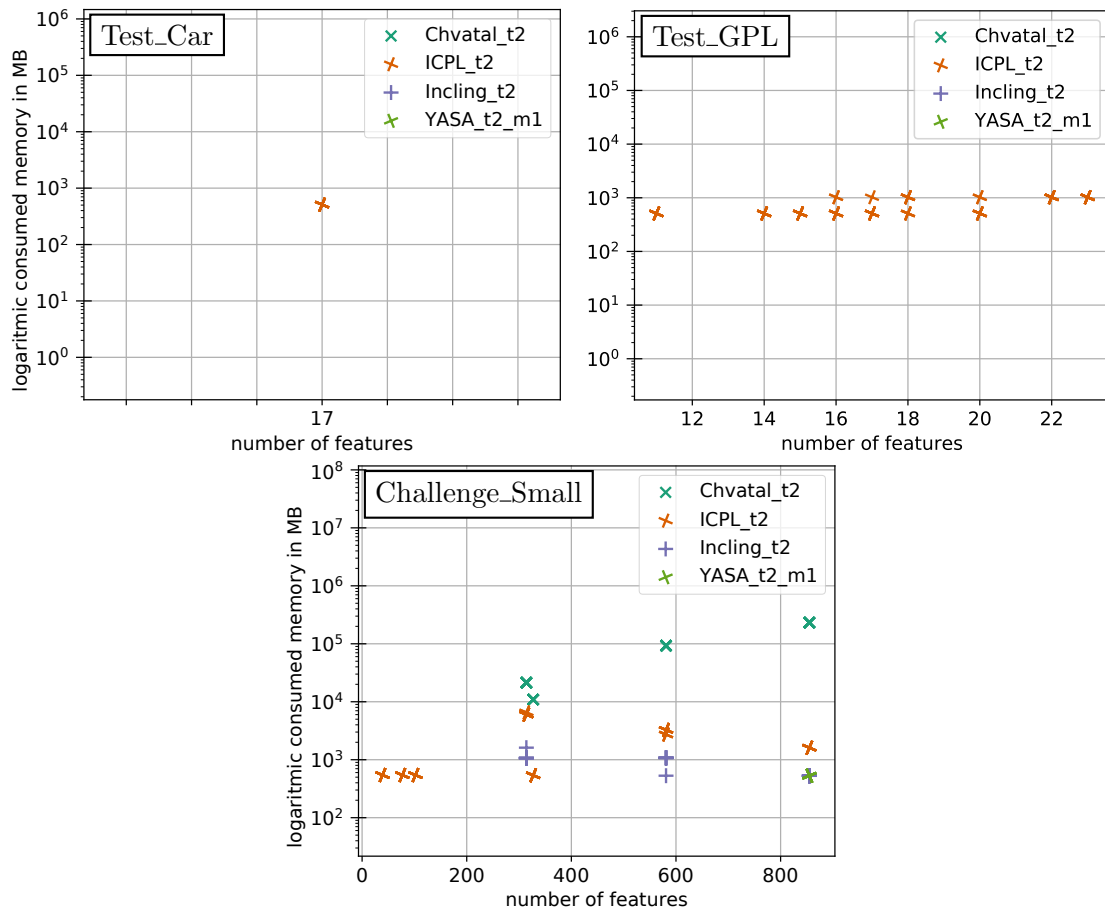 Test_Car
Chvatal_t2
ICPL_t2
Incling_t2
YASA_t2_m1
10^6
10^5
10^4
10^3
10^2
10^1
10^0
logaritmic consumed memory in MB
17
number of features
Test_GPL
Chvatal_t2
ICPL_t2
Incling_t2
YASA_t2_m1
10^6
10^5
10^4
10^3
10^2
10^1
10^0
12 14 16 18 20 22
number of features
Challenge_Small
Chvatal_t2
ICPL_t2
Incling_t2
YASA_t2_m1
10^8
10^7
10^6
10^5
10^4
10^3
10^2
logaritmic consumed memory in MB
0 200 400 600 800
number of features